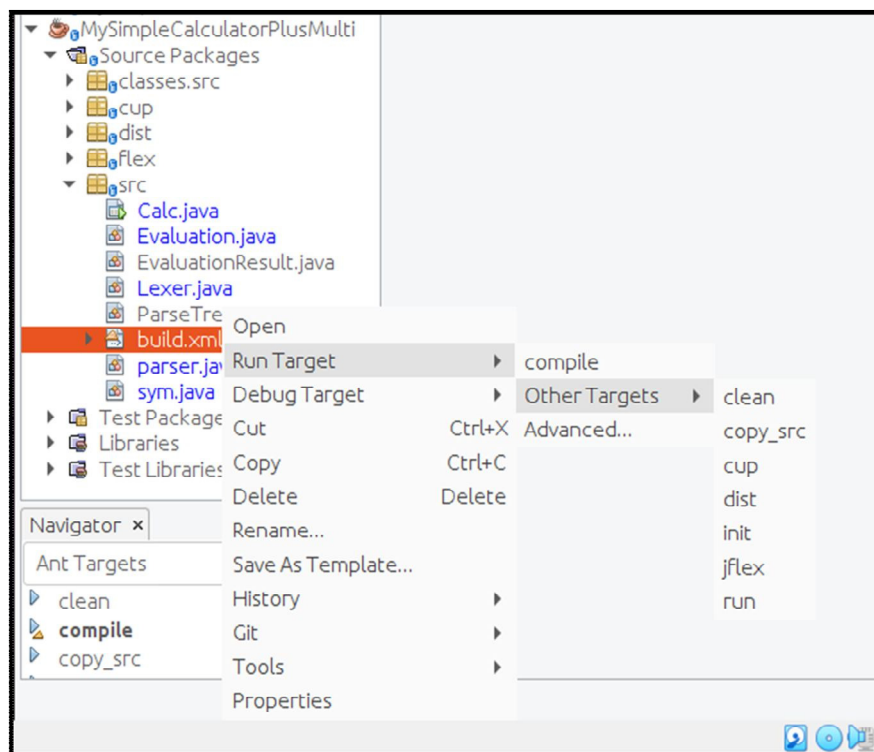 MySimpleCalculatorPlusMulti
Source Packages
classes.src
cup
dist
flex
src
Calc.java
Evaluation.java
EvaluationResult.java
Lexer.java
ParseTre
build.xml
parser.jav
sym.java
Test Package
Libraries
Test Libraries
Open
Run Target
Debug Target
Cut Ctrl+X
Copy Ctrl+C
Delete Delete
Rename...
Save As Template...
History
Git
Tools
Properties
compile
Other Targets
Advanced...
clean
copy_src
cup
dist
init
jflex
run
Navigator ×
Ant Targets
clean
compile
copy_src